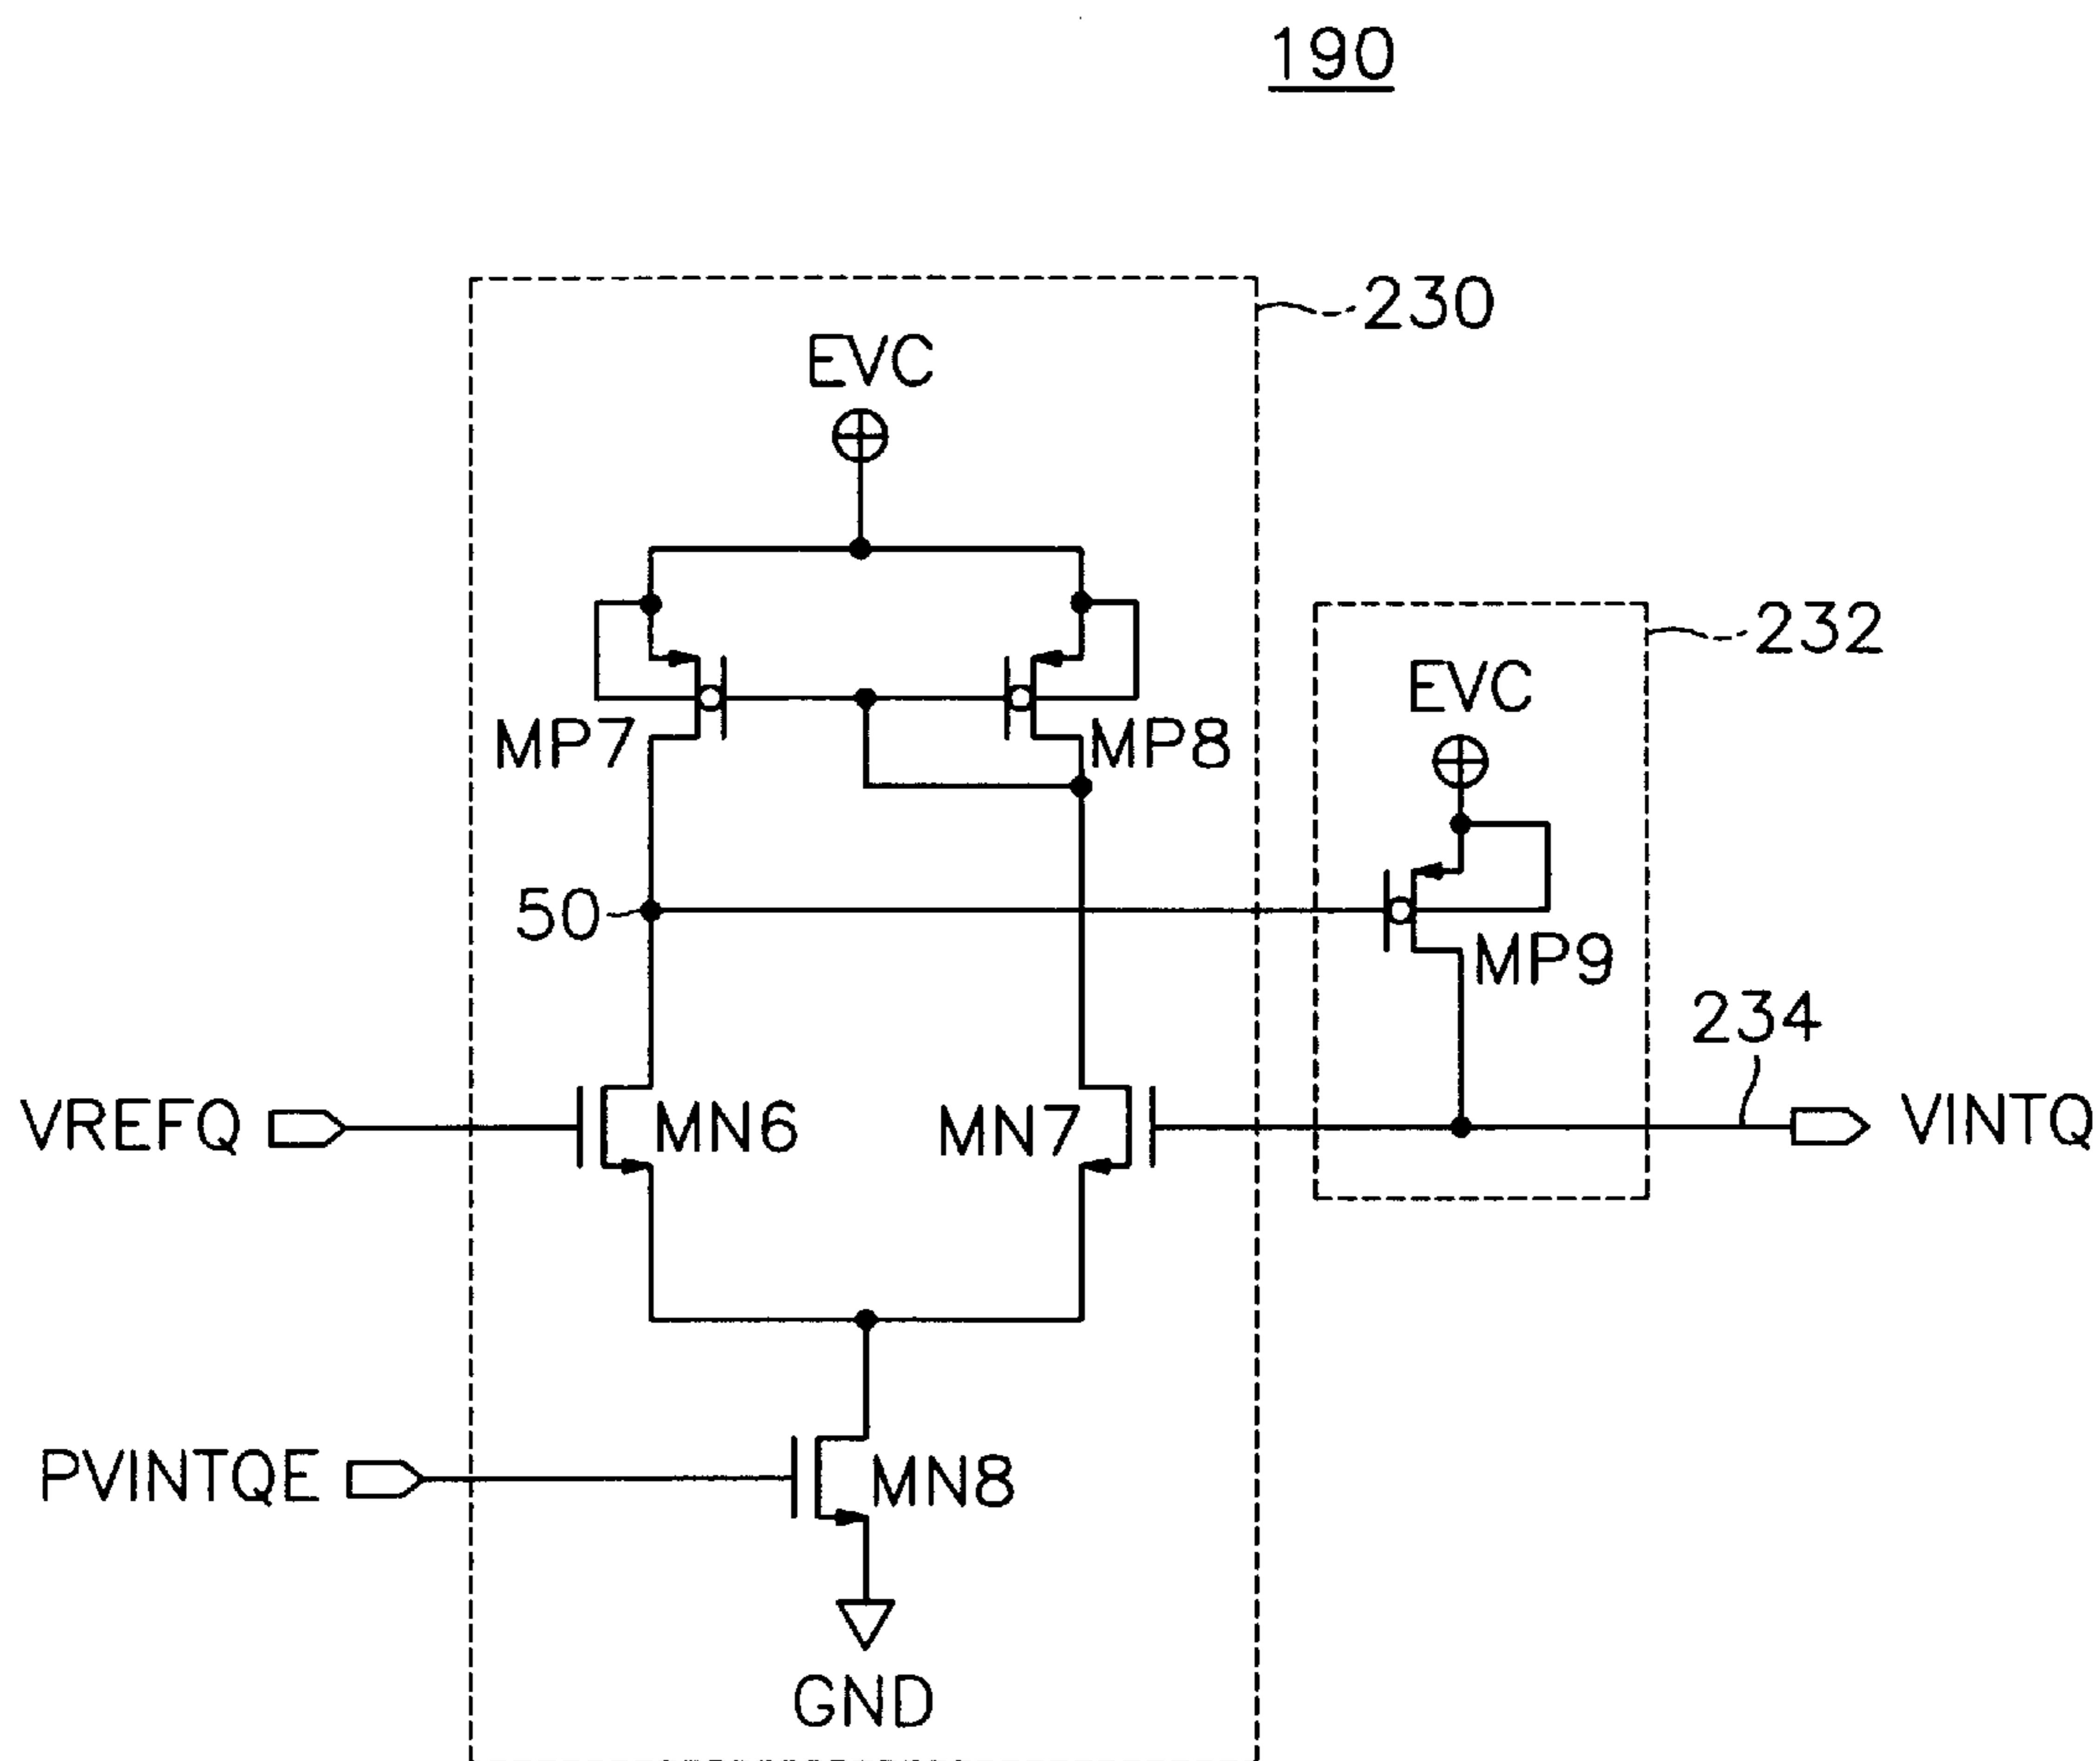 190
230
EVC
232
EVC
MP7
MP8
50
MP9
234
VREFQ
MN6
MN7
VINTQ
PVINTQE
MN8
GND